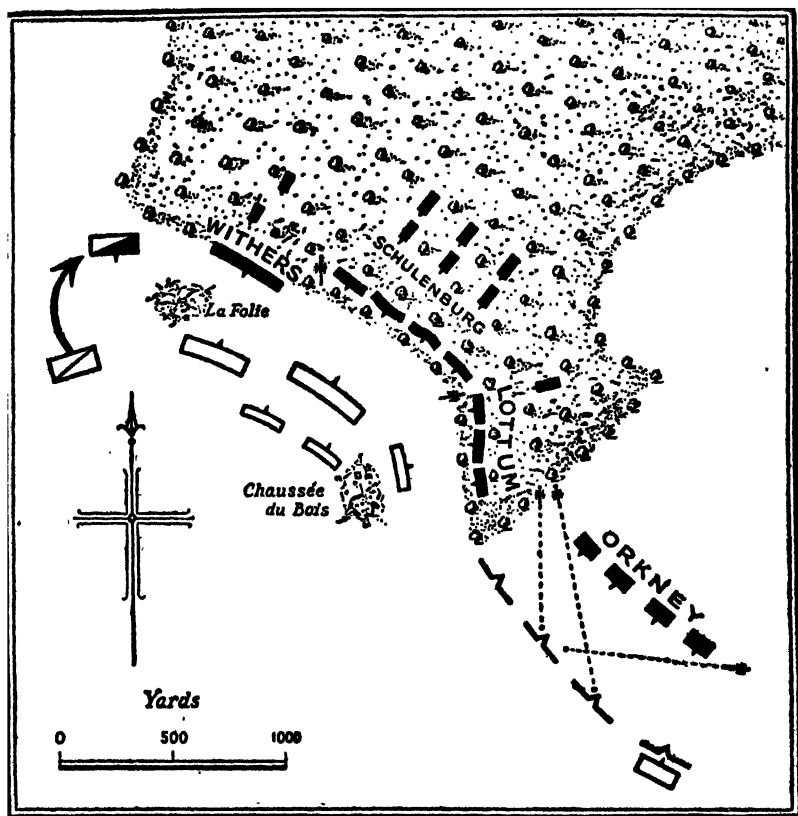 WITHERS
SCHULENBURG
La Folie
LOTTUM
Chaussée
du Bois
ORKNEY
Yards
0 500 1000